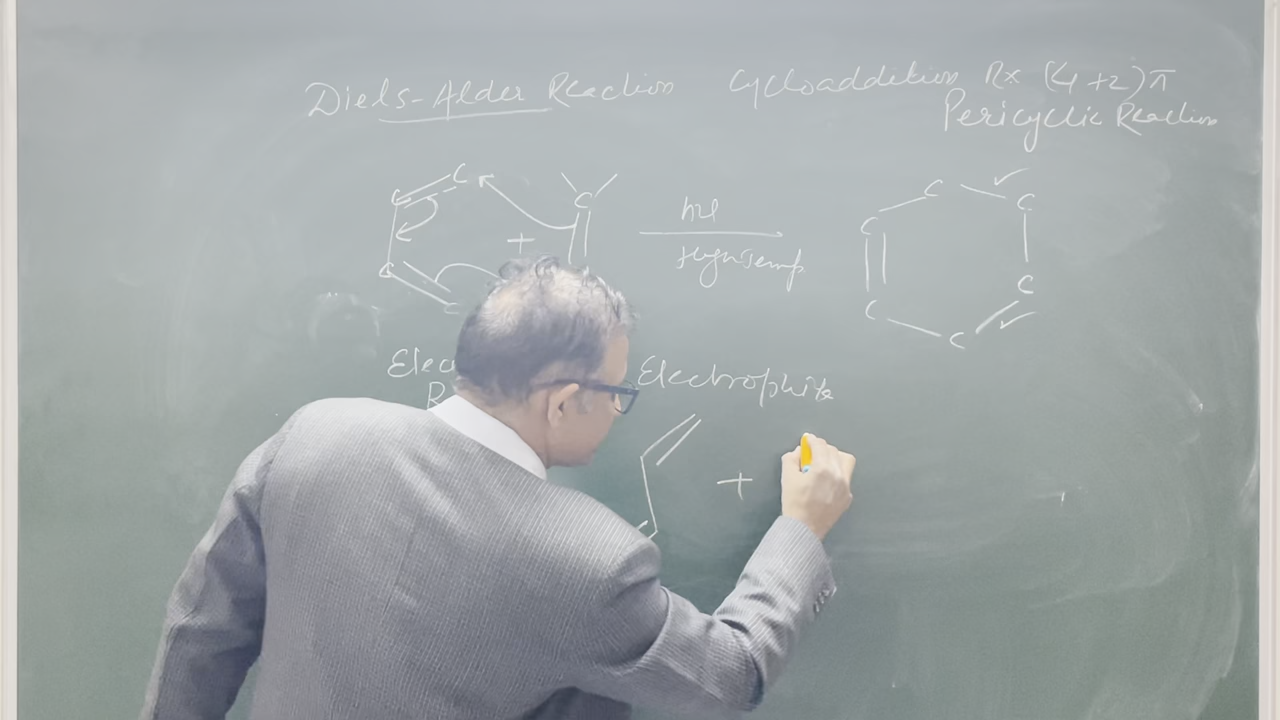 Diels-Alder Reaction Cycloaddition Rx (4+2)π
Pericyclic Reaction
C C C C C
C +
hν
C C
high temp
C C C C
Elec Electrophile
R
+